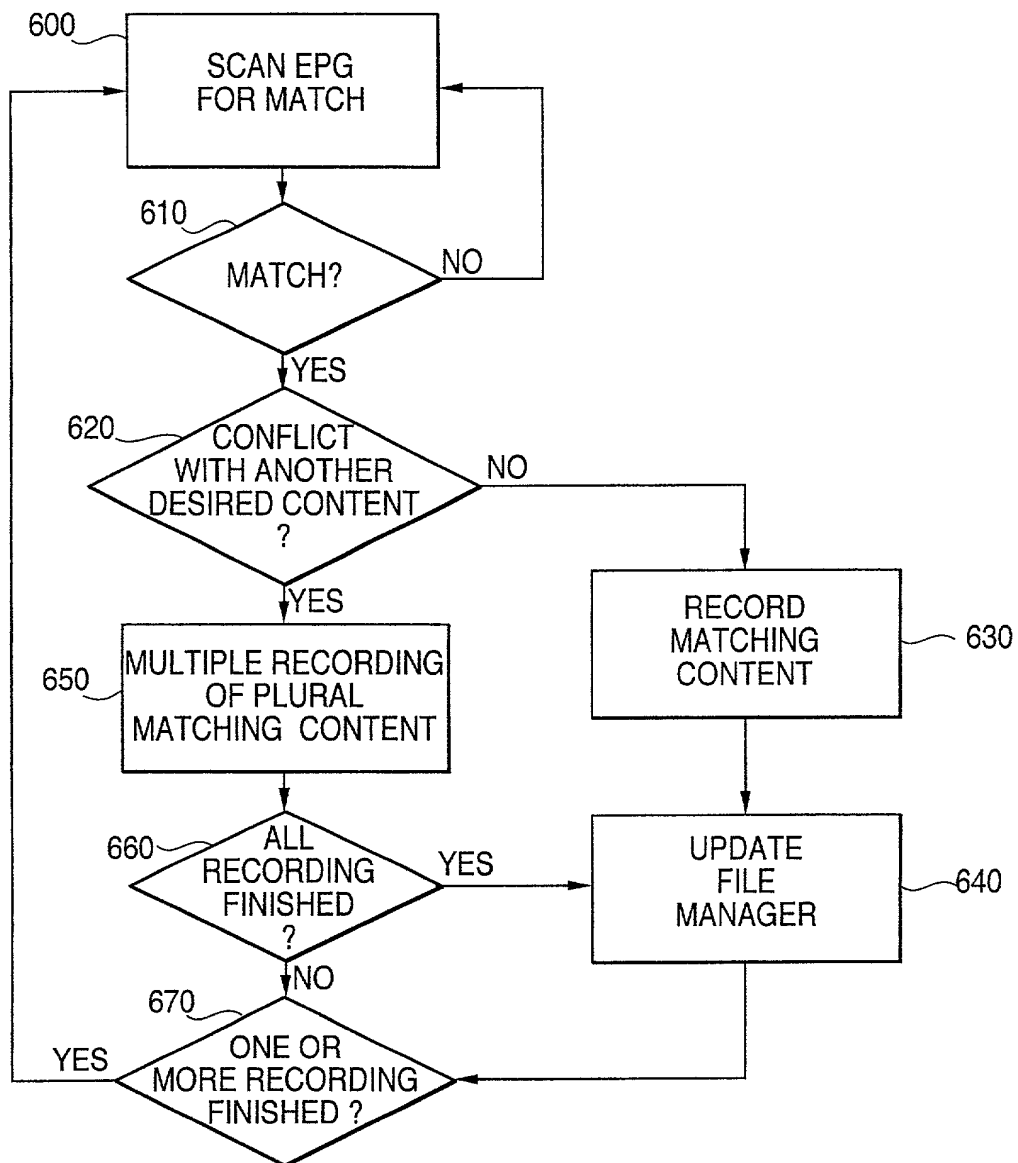 600
SCAN EPG
FOR MATCH
610
MATCH?
NO
YES
620
CONFLICT
WITH ANOTHER
DESIRED CONTENT
?
NO
YES
RECORD
MATCHING
CONTENT
630
650
MULTIPLE RECORDING
OF PLURAL
MATCHING CONTENT
660
ALL
RECORDING
FINISHED
?
YES
UPDATE
FILE
MANAGER
640
NO
670
YES
ONE OR
MORE RECORDING
FINISHED ?